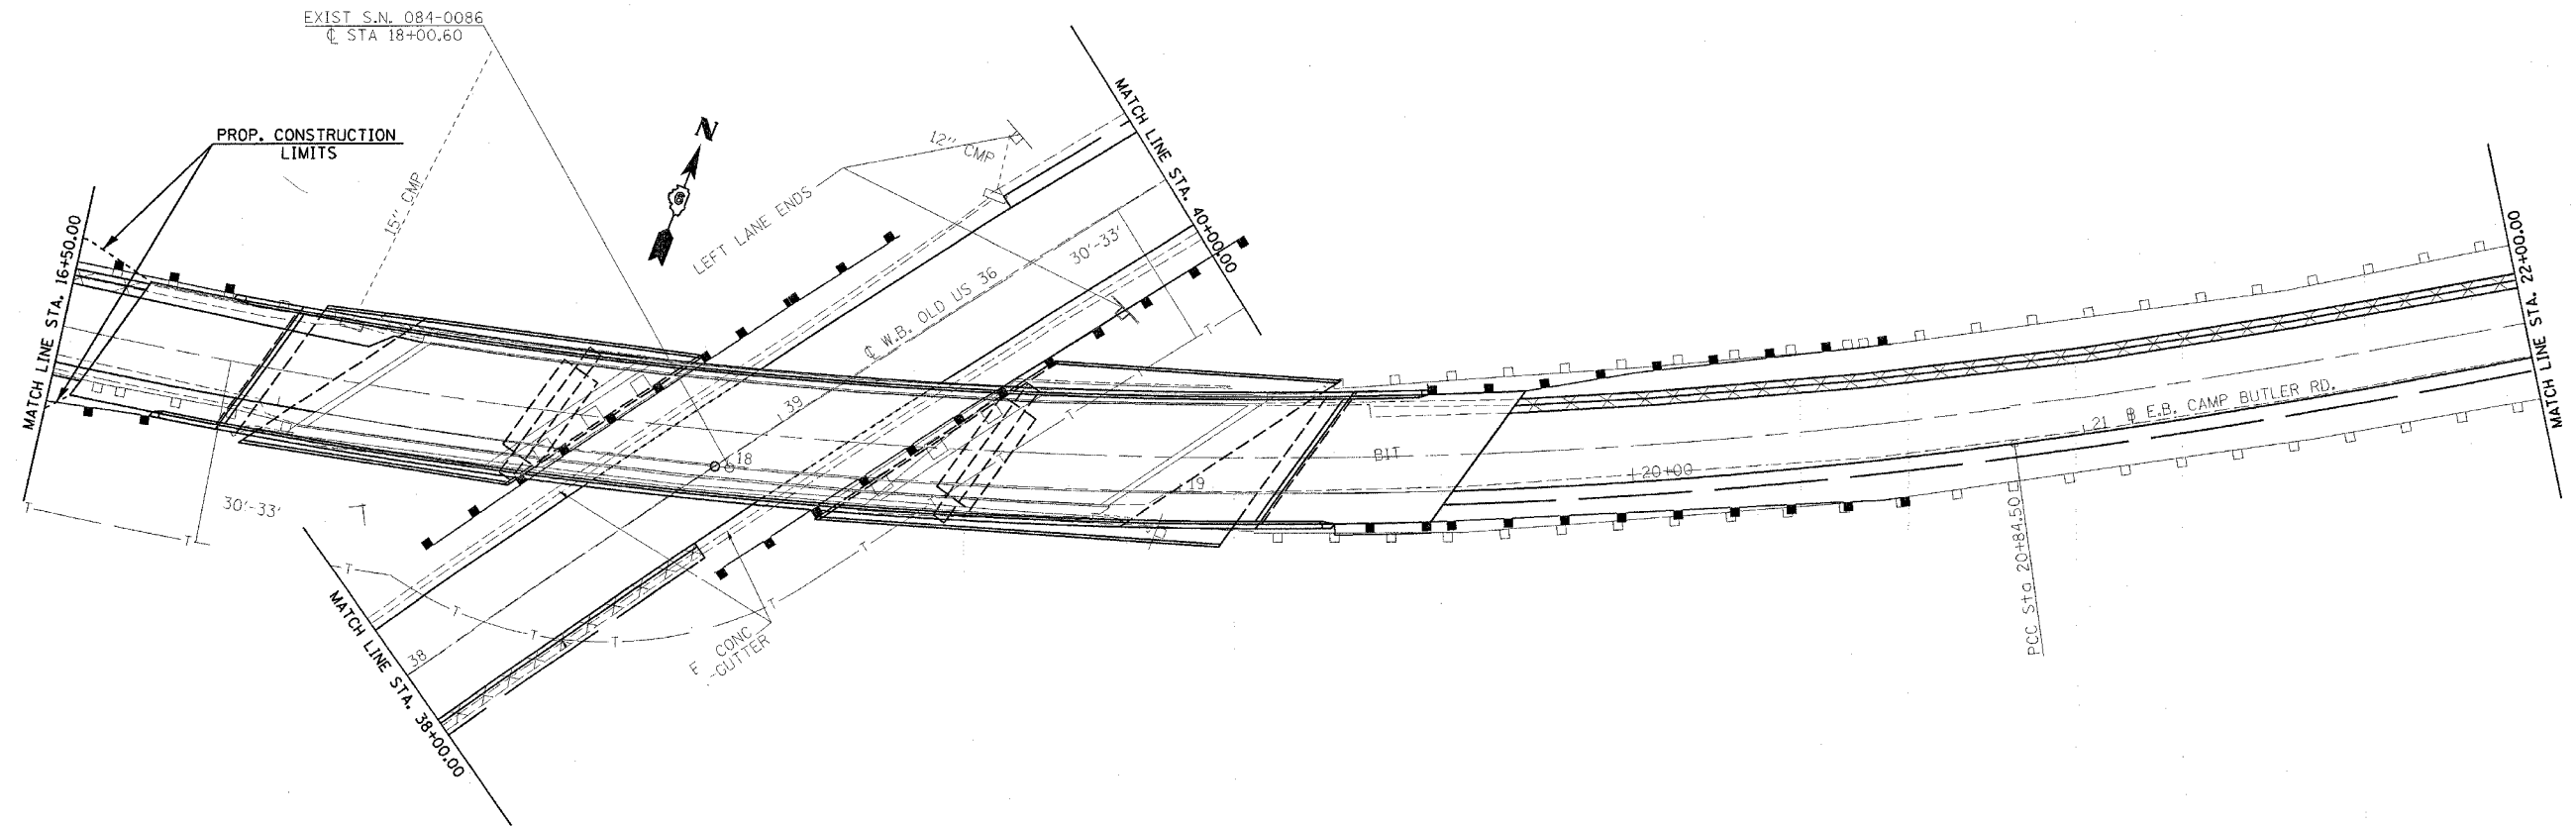 EXIST S.N. 084-0086
℄ STA 18+00.60
PROP. CONSTRUCTION
LIMITS
15" CMP
N
LEFT LANE ENDS
12" CMP
MATCH LINE STA. 40+00.00
30'-33'
℄ W.B. OLD US 36
39
MATCH LINE STA. 16+50.00
18
19
BIT
20+00
21
E.B. CAMP BUTLER RD.
MATCH LINE STA. 22+00.00
PCC Sta 20+84.50
30'-33'
T
T
T
T
T
T
T
T
T
T
T
T
38
MATCH LINE STA. 38+00.00
CONC
GUTTER